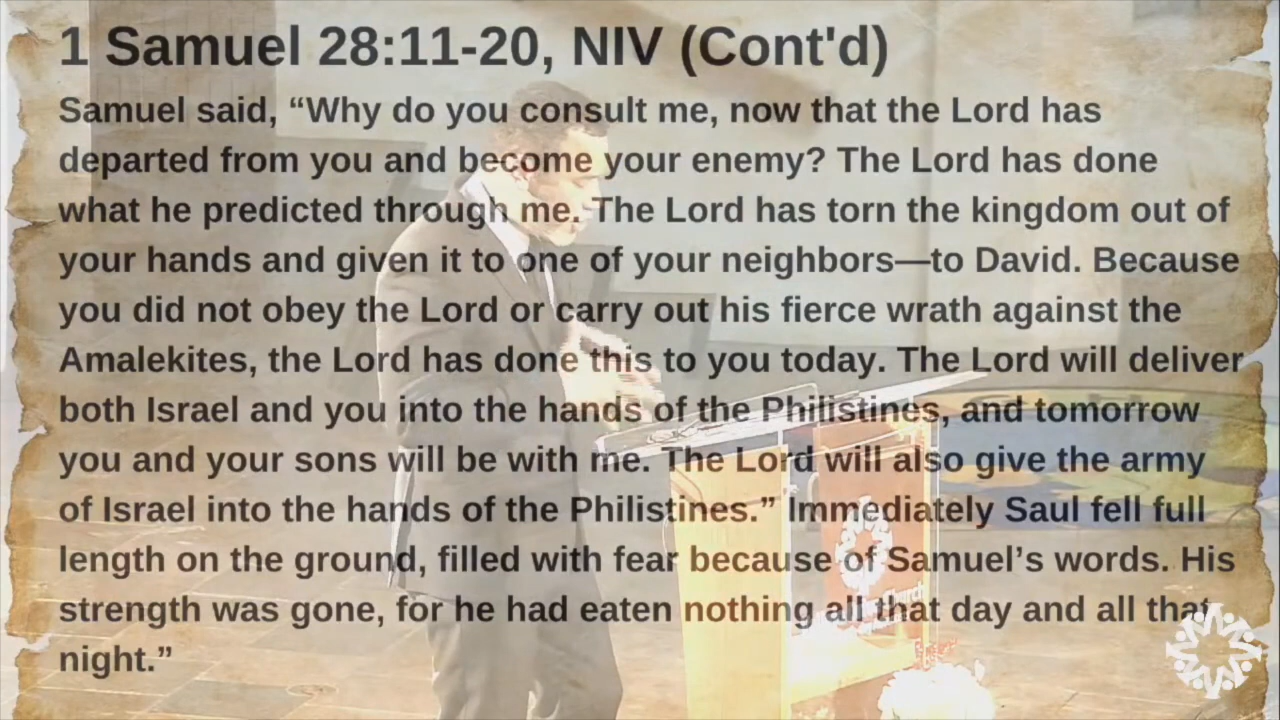 1 Samuel 28:11-20, NIV (Cont'd)
Samuel said, “Why do you consult me, now that the Lord has
departed from you and become your enemy? The Lord has done
what he predicted through me. The Lord has torn the kingdom out of
your hands and given it to one of your neighbors—to David. Because
you did not obey the Lord or carry out his fierce wrath against the
Amalekites, the Lord has done this to you today. The Lord will deliver
both Israel and you into the hands of the Philistines, and tomorrow
you and your sons will be with me. The Lord will also give the army
of Israel into the hands of the Philistines.” Immediately Saul fell full
length on the ground, filled with fear because of Samuel’s words. His
strength was gone, for he had eaten nothing all that day and all that
night.”